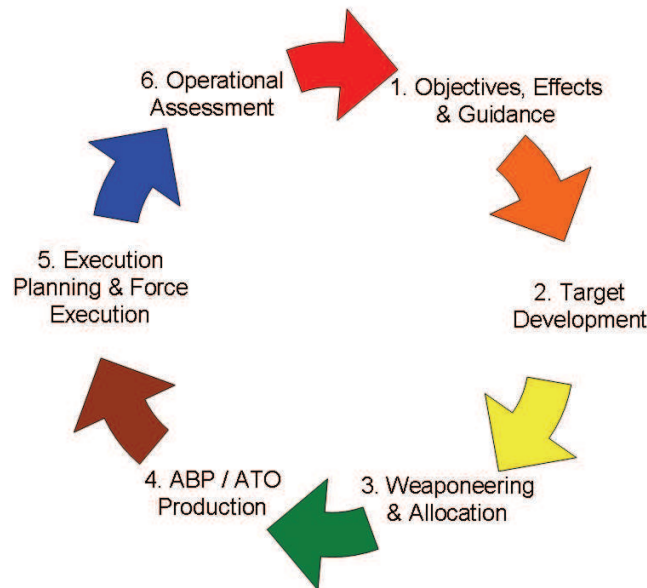 1. Objectives, Effects
& Guidance
2. Target
Development
3. Weaponeering
& Allocation
4. ABP / ATO
Production
5. Execution
Planning & Force
Execution
6. Operational
Assessment